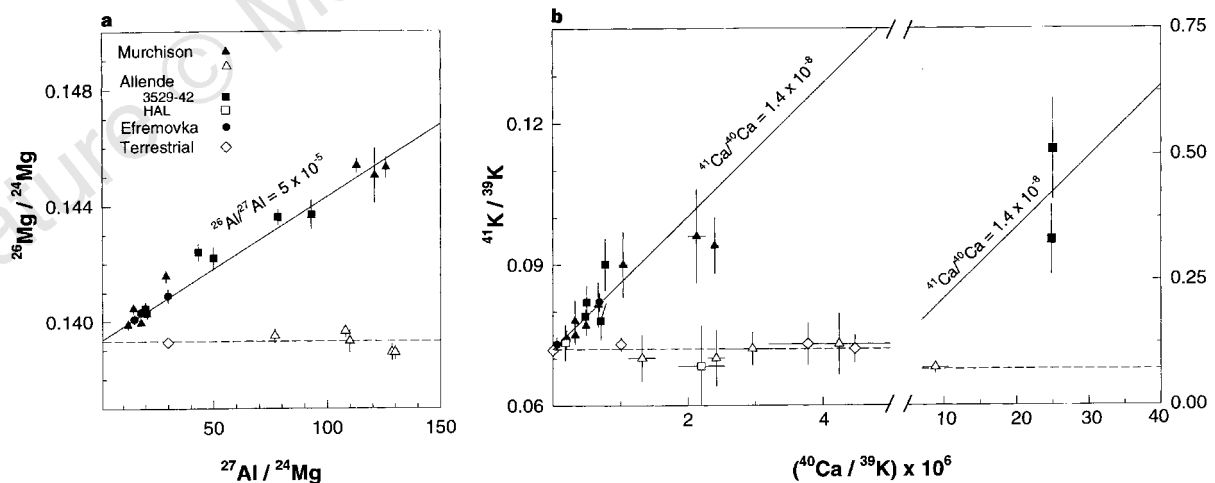 a
Murchison
Allende
3529-42
HAL
Efremovka
Terrestrial
0.148
0.144
0.140
²⁶Mg / ²⁴Mg
²⁶Al/²⁷Al = 5 x 10⁻⁵
50
100
150
²⁷Al / ²⁴Mg
b
0.12
0.09
0.06
⁴¹K / ³⁹K
⁴¹Ca/⁴⁰Ca = 1.4 x 10⁻⁸
⁴¹Ca/⁴⁰Ca = 1.4 x 10⁻⁸
0.75
0.50
0.25
0.00
2
4
10
20
30
40
(⁴⁰Ca / ³⁹K) x 10⁶